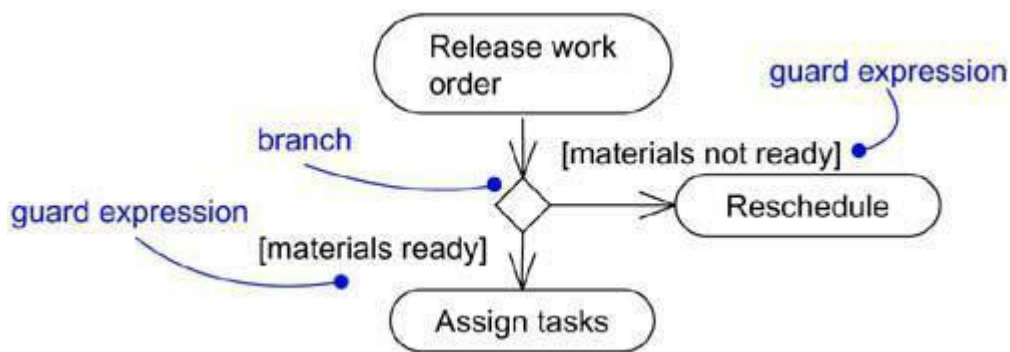 Release work
order
guard expression
branch
[materials not ready]
Reschedule
guard expression
[materials ready]
Assign tasks